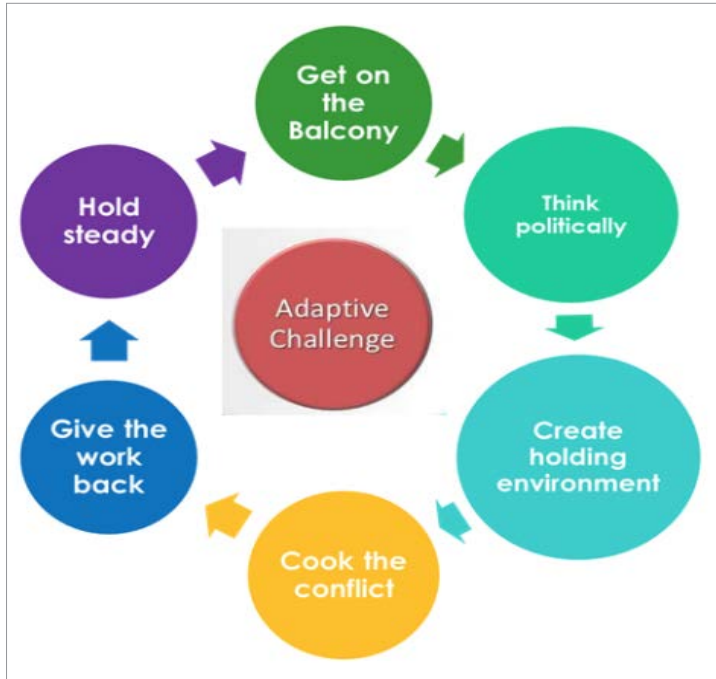 Get on
the
Balcony
Think
politically
Create
holding
environment
Cook the
conflict
Give the
work
back
Hold
steady
Adaptive
Challenge